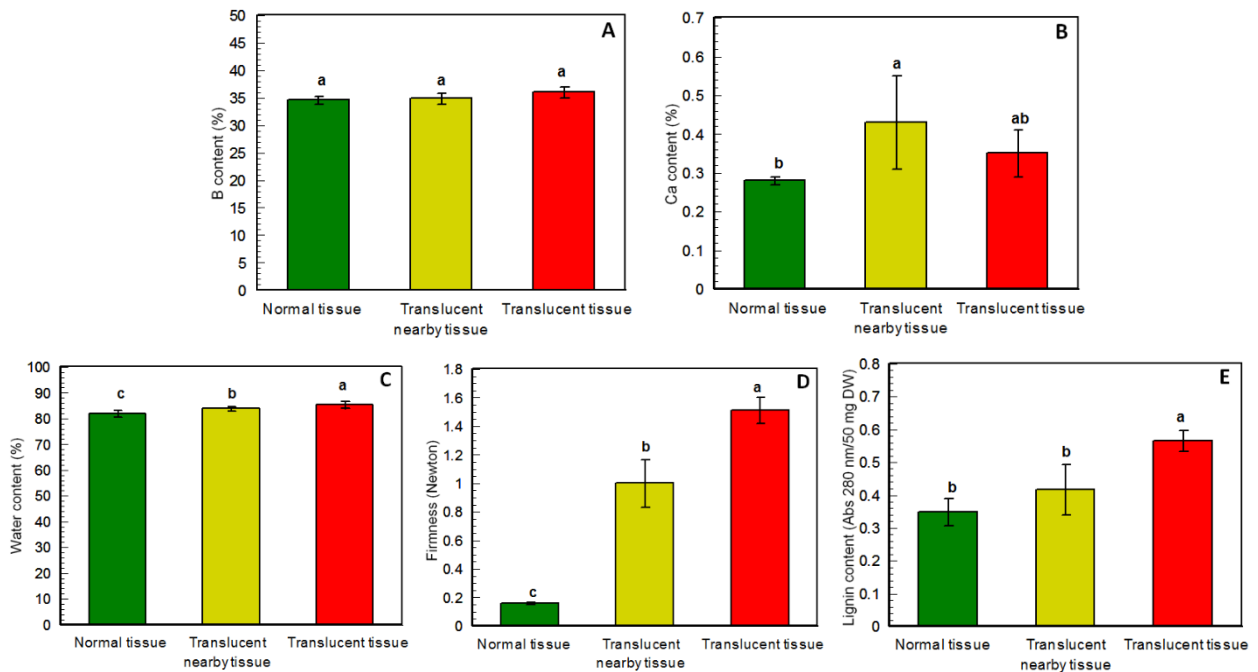 A
B content (%)
50
45
40
35
30
25
20
15
10
5
0
a
a
a
Normal tissue
Translucent
nearby tissue
Translucent tissue
B
Ca content (%)
0.7
0.6
0.5
0.4
0.3
0.2
0.1
0
b
a
ab
Normal tissue
Translucent
nearby tissue
Translucent tissue
C
Water content (%)
100
90
80
70
60
50
40
30
20
10
0
c
b
a
Normal tissue
Translucent
nearby tissue
Translucent tissue
D
Firmness (Newton)
1.8
1.6
1.4
1.2
1
0.8
0.6
0.4
0.2
0
c
b
a
Normal tissue
Translucent
nearby tissue
Translucent tissue
E
Lignin content (Abs 280 nm/50 mg DW)
0.8
0.7
0.6
0.5
0.4
0.3
0.2
0.1
0
b
b
a
Normal tissue
Translucent
nearby tissue
Translucent tissue